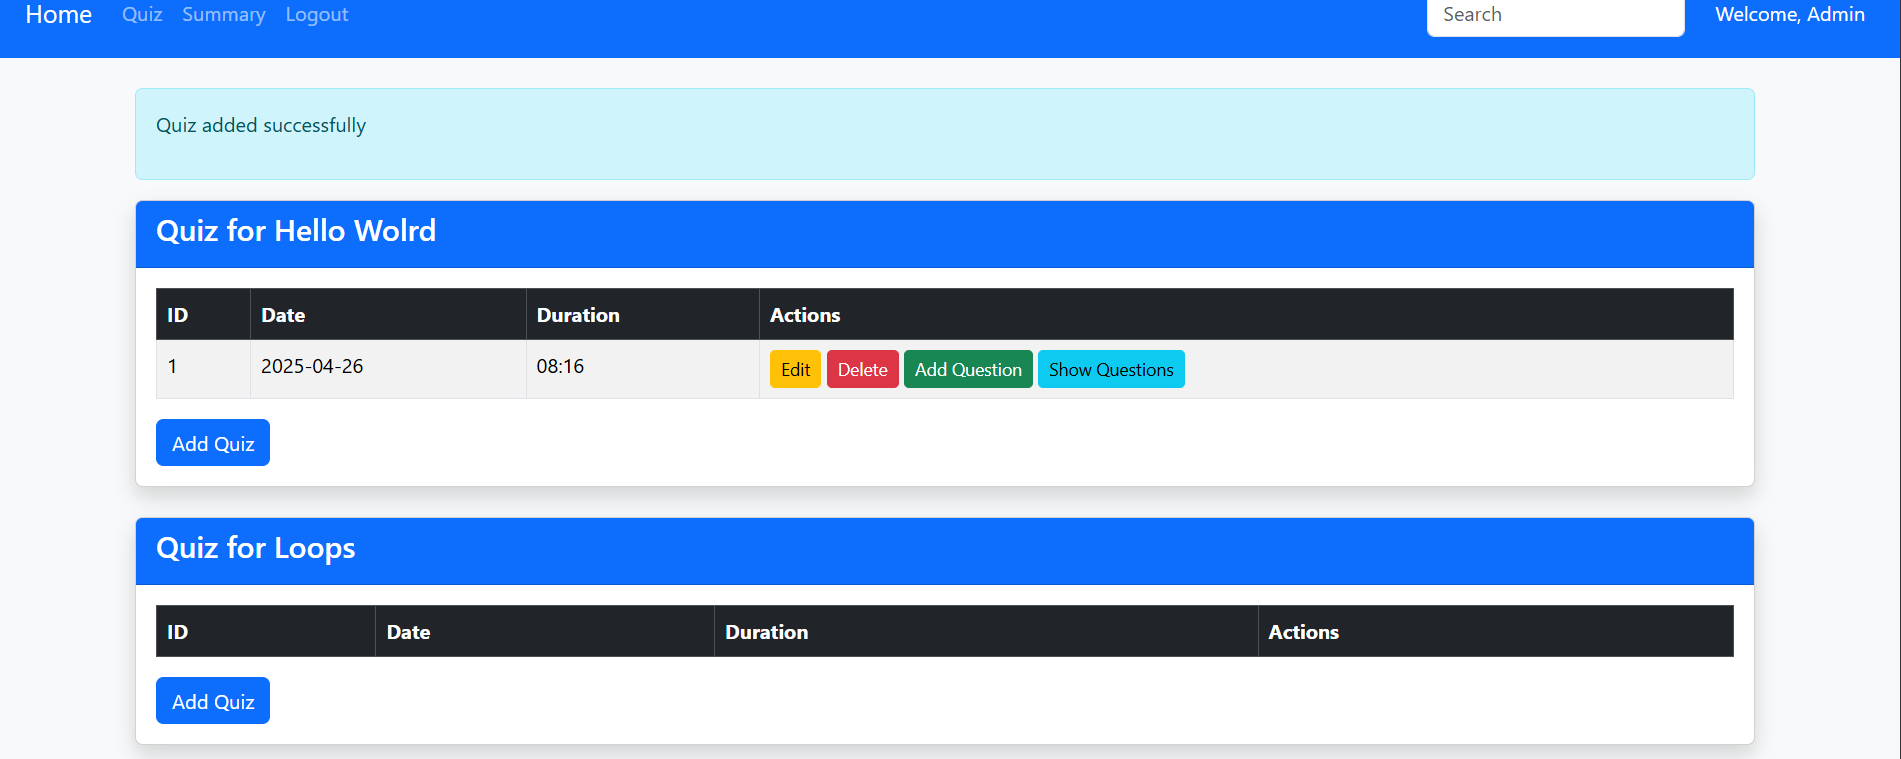 Home Quiz Summary Logout Search Welcome, Admin
Quiz added successfully
Quiz for Hello Wolrd
ID Date Duration Actions
1 2025-04-26 08:16 Edit Delete Add Question Show Questions
Add Quiz
Quiz for Loops
ID Date Duration Actions
Add Quiz